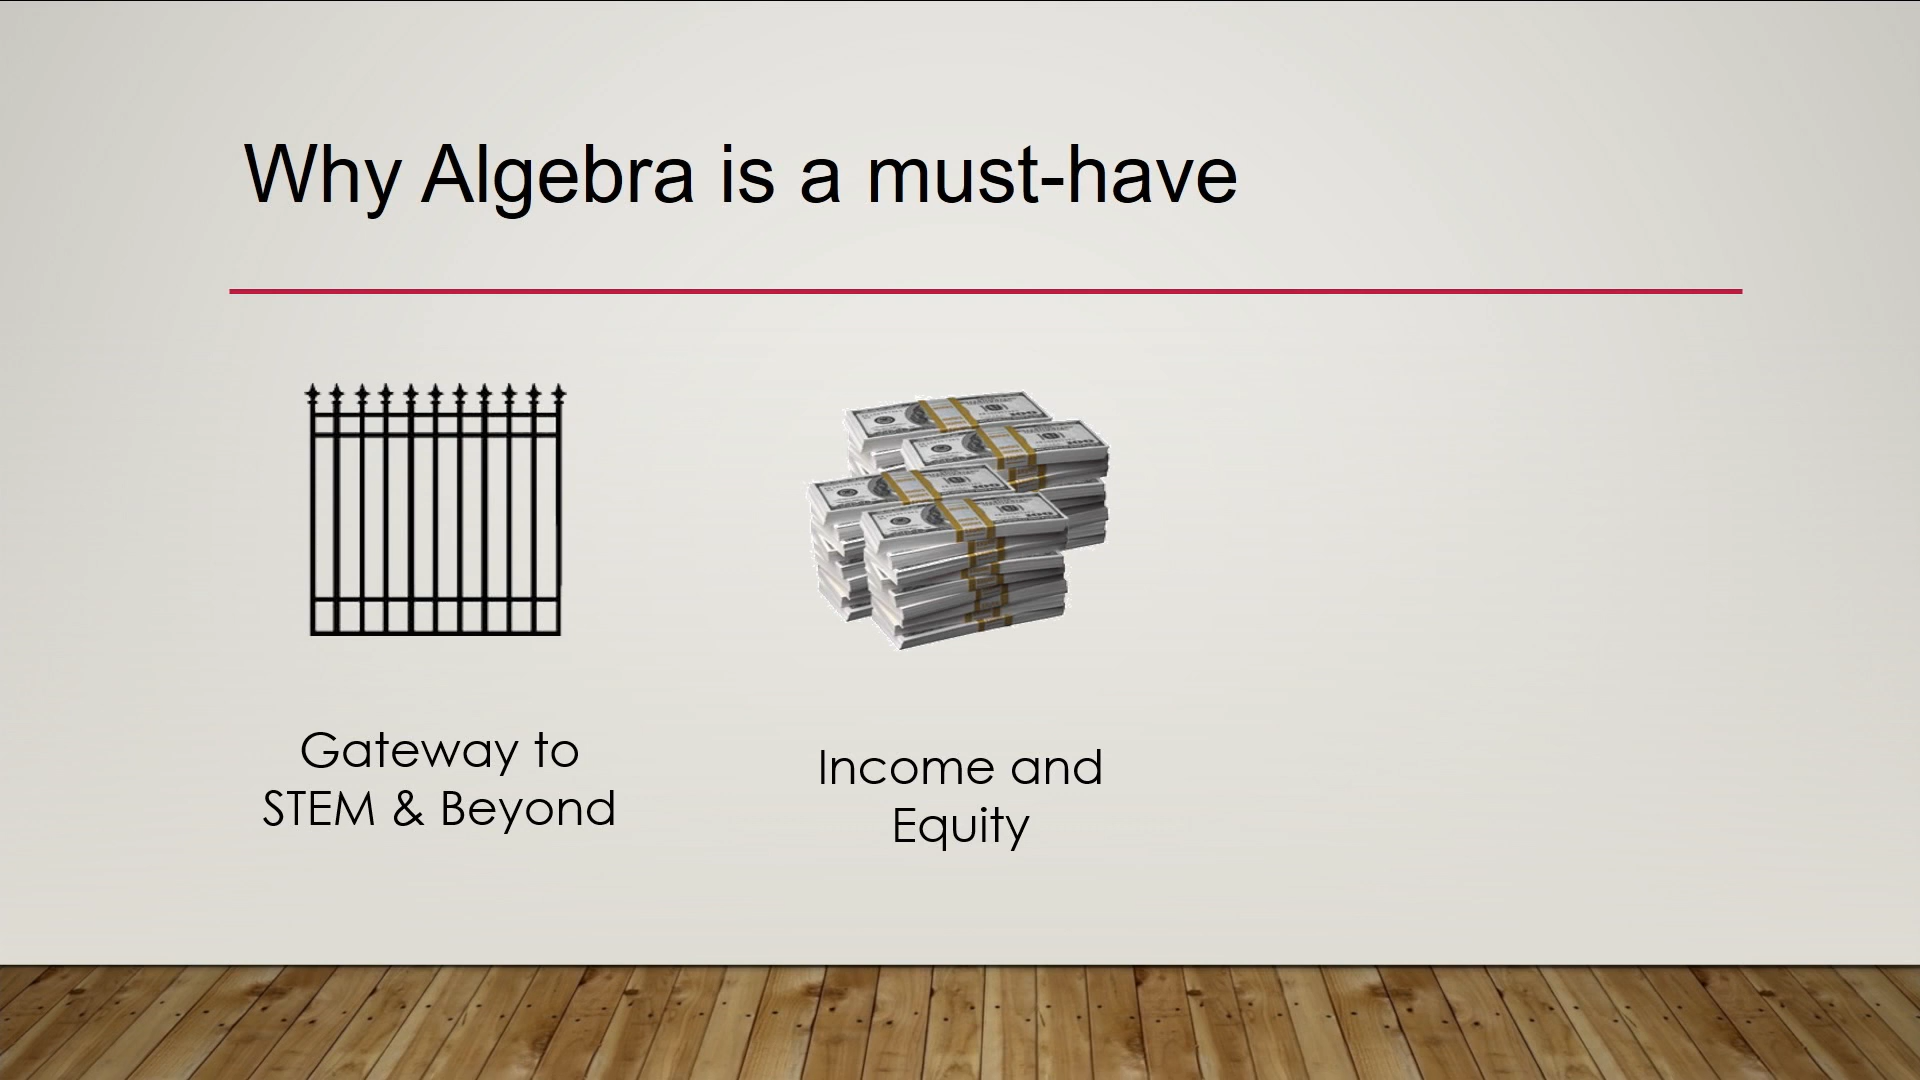 Why Algebra is a must-have
Gateway to
STEM & Beyond
Income and
Equity